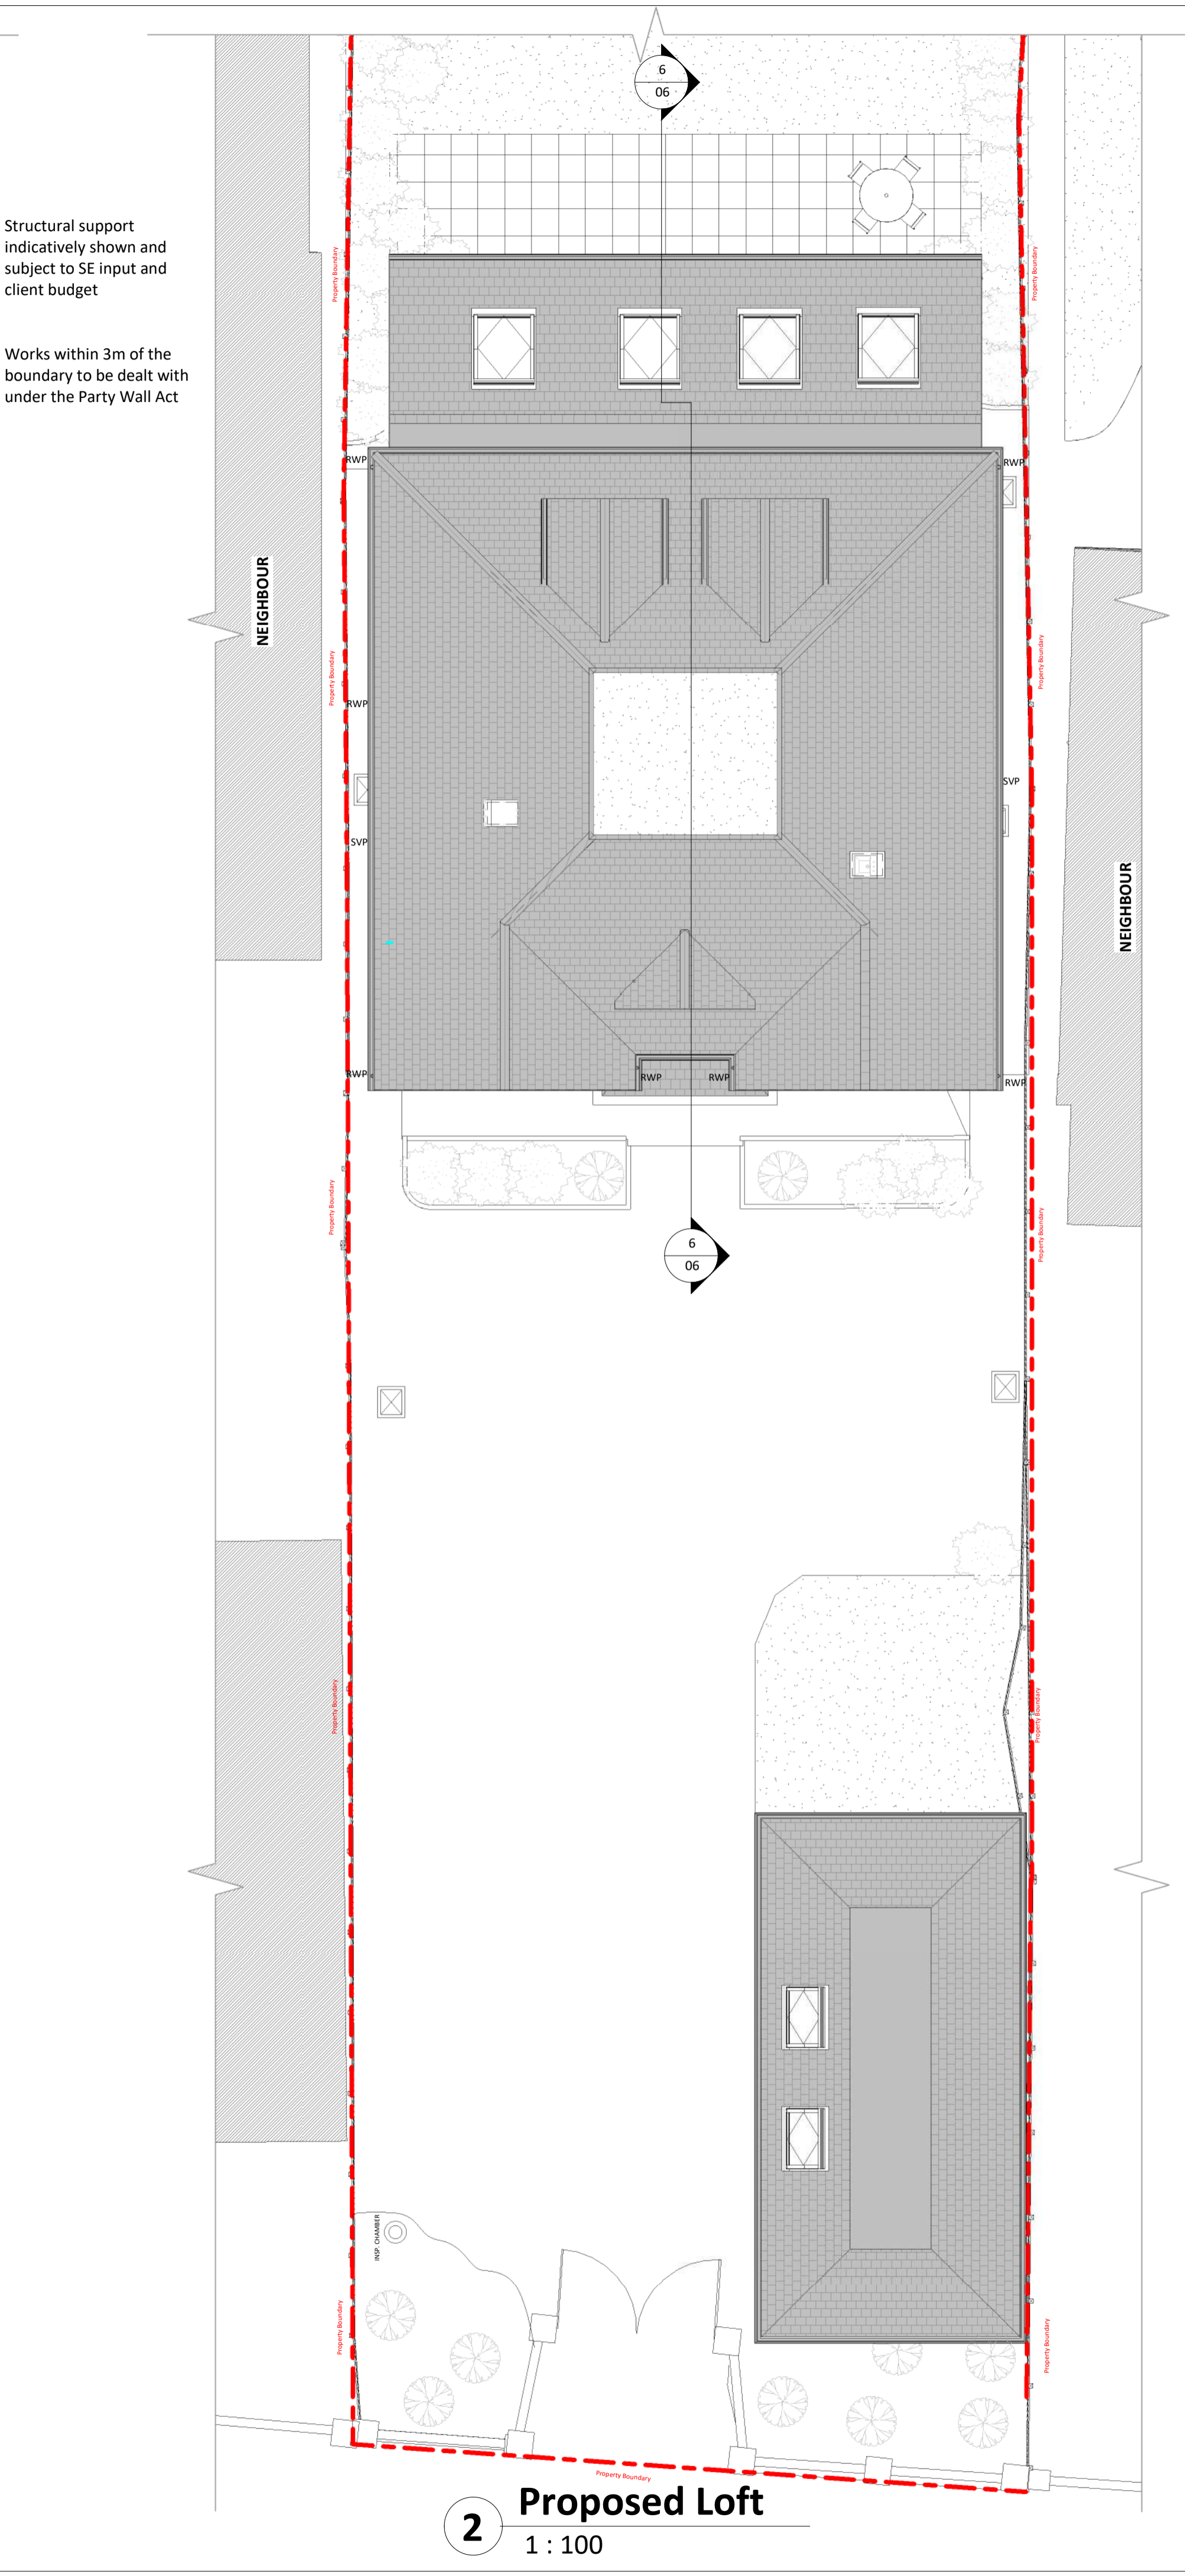 6
06
Structural support
indicatively shown and
subject to SE input and
client budget
Property Boundary
Property Boundary
Works within 3m of the
boundary to be dealt with
under the Party Wall Act
RWP
RWP
NEIGHBOUR
Property Boundary
Property Boundary
RWP
SVP
SVP
NEIGHBOUR
RWP
RWP
RWP
RWP
Property Boundary
Property Boundary
6
06
Property Boundary
Property Boundary
INSP. CHAMBER
Property Boundary
Property Boundary
Property Boundary
2
Proposed Loft
1 : 100